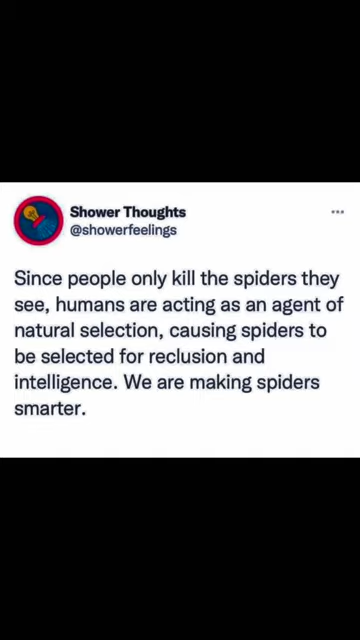 Shower Thoughts
@showerfeelings
Since people only kill the spiders they
see, humans are acting as an agent of
natural selection, causing spiders to
be selected for reclusion and
intelligence. We are making spiders
smarter.